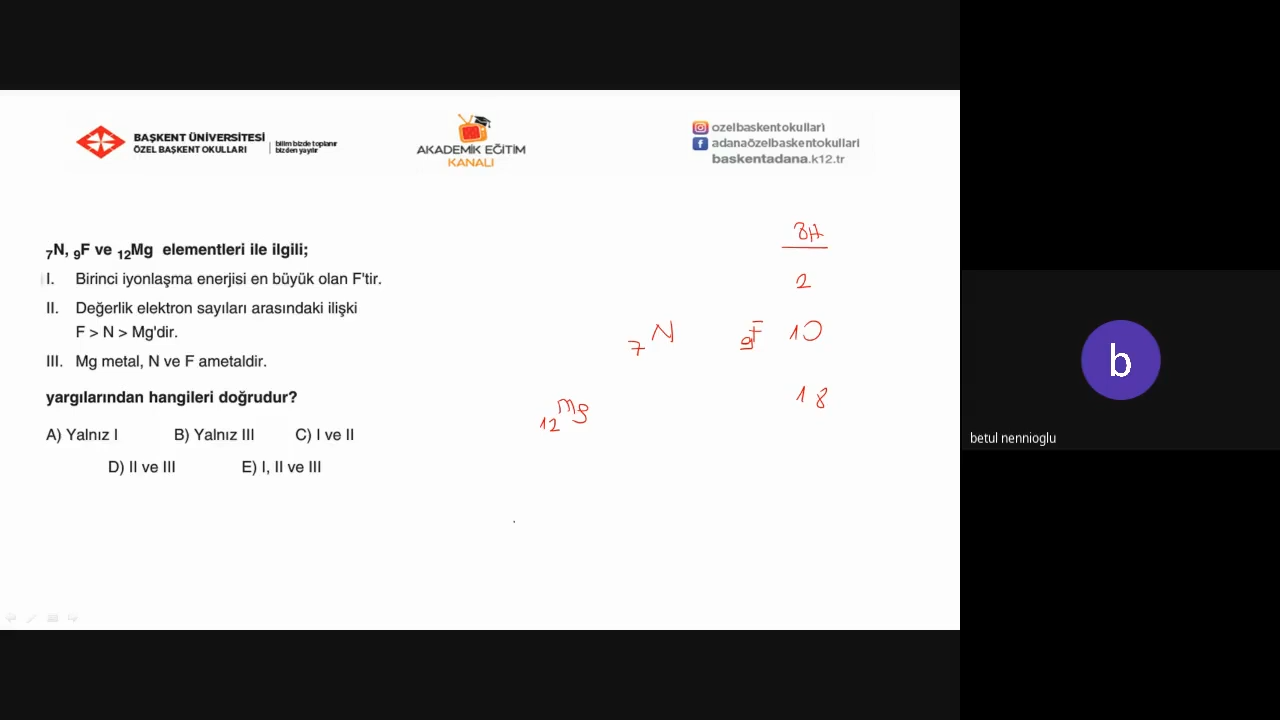 BAŞKENT ÜNİVERSİTESİ
ÖZEL BAŞKENT OKULLARI
bilim bizde toplanır
bizden yayılır
AKADEMİK EĞİTİM
KANALI
ozelbaskentokullari
adanaözelbaskentokullari
baskentadana.k12.tr
7N, 9F ve 12Mg elementleri ile ilgili;
I. Birinci iyonlaşma enerjisi en büyük olan F'tir.
II. Değerlik elektron sayıları arasındaki ilişki
F > N > Mg'dir.
III. Mg metal, N ve F ametaldir.
yargılarından hangileri doğrudur?
A) Yalnız I B) Yalnız III C) I ve II
D) II ve III E) I, II ve III
8A
2
7N 9F 10
12Mg 18
b
betul nennioglu